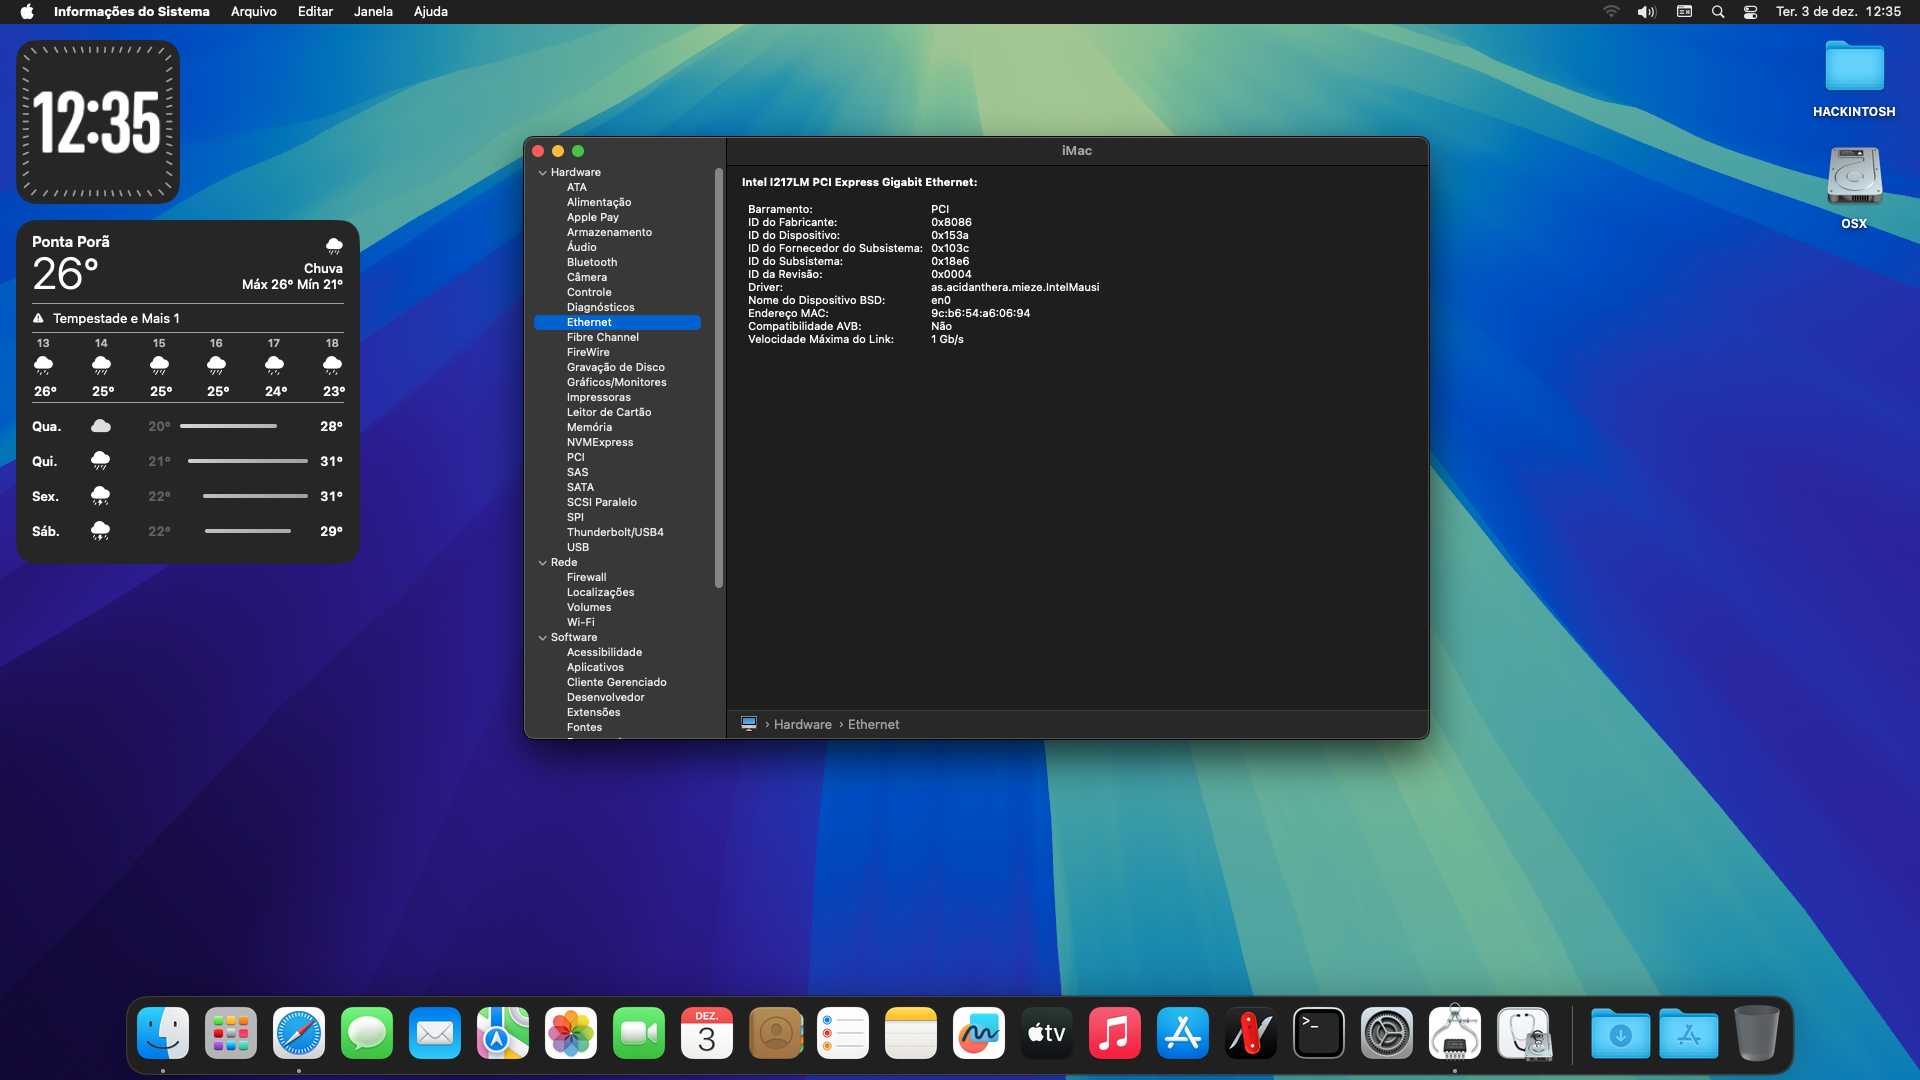 Informações do Sistema Arquivo Editar Janela Ajuda Ter. 3 de dez. 12:35
12:35
Ponta Porã
26°
Chuva
Máx 26° Mín 21°
Tempestade e Mais 1
13 14 15 16 17 18
26° 25° 25° 25° 24° 23°
Qua. 20° 28°
Qui. 21° 31°
Sex. 22° 31°
Sáb. 22° 29°
HACKINTOSH
OSX
iMac
Hardware
ATA
Alimentação
Apple Pay
Armazenamento
Áudio
Bluetooth
Câmera
Controle
Diagnósticos
Ethernet
Fibre Channel
FireWire
Gravação de Disco
Gráficos/Monitores
Impressoras
Leitor de Cartão
Memória
NVMExpress
PCI
SAS
SATA
SCSI Paralelo
SPI
Thunderbolt/USB4
USB
Rede
Firewall
Localizações
Volumes
Wi-Fi
Software
Acessibilidade
Aplicativos
Cliente Gerenciado
Desenvolvedor
Extensões
Fontes
Intel I217LM PCI Express Gigabit Ethernet:
Barramento: PCI
ID do Fabricante: 0x8086
ID do Dispositivo: 0x153a
ID do Fornecedor do Subsistema: 0x103c
ID do Subsistema: 0x18e6
ID da Revisão: 0x0004
Driver: as.acidanthera.mieze.IntelMausi
Nome do Dispositivo BSD: en0
Endereço MAC: 9c:b6:54:a6:06:94
Compatibilidade AVB: Não
Velocidade Máxima do Link: 1 Gb/s
› Hardware › Ethernet
DEZ.
3
tv
>_